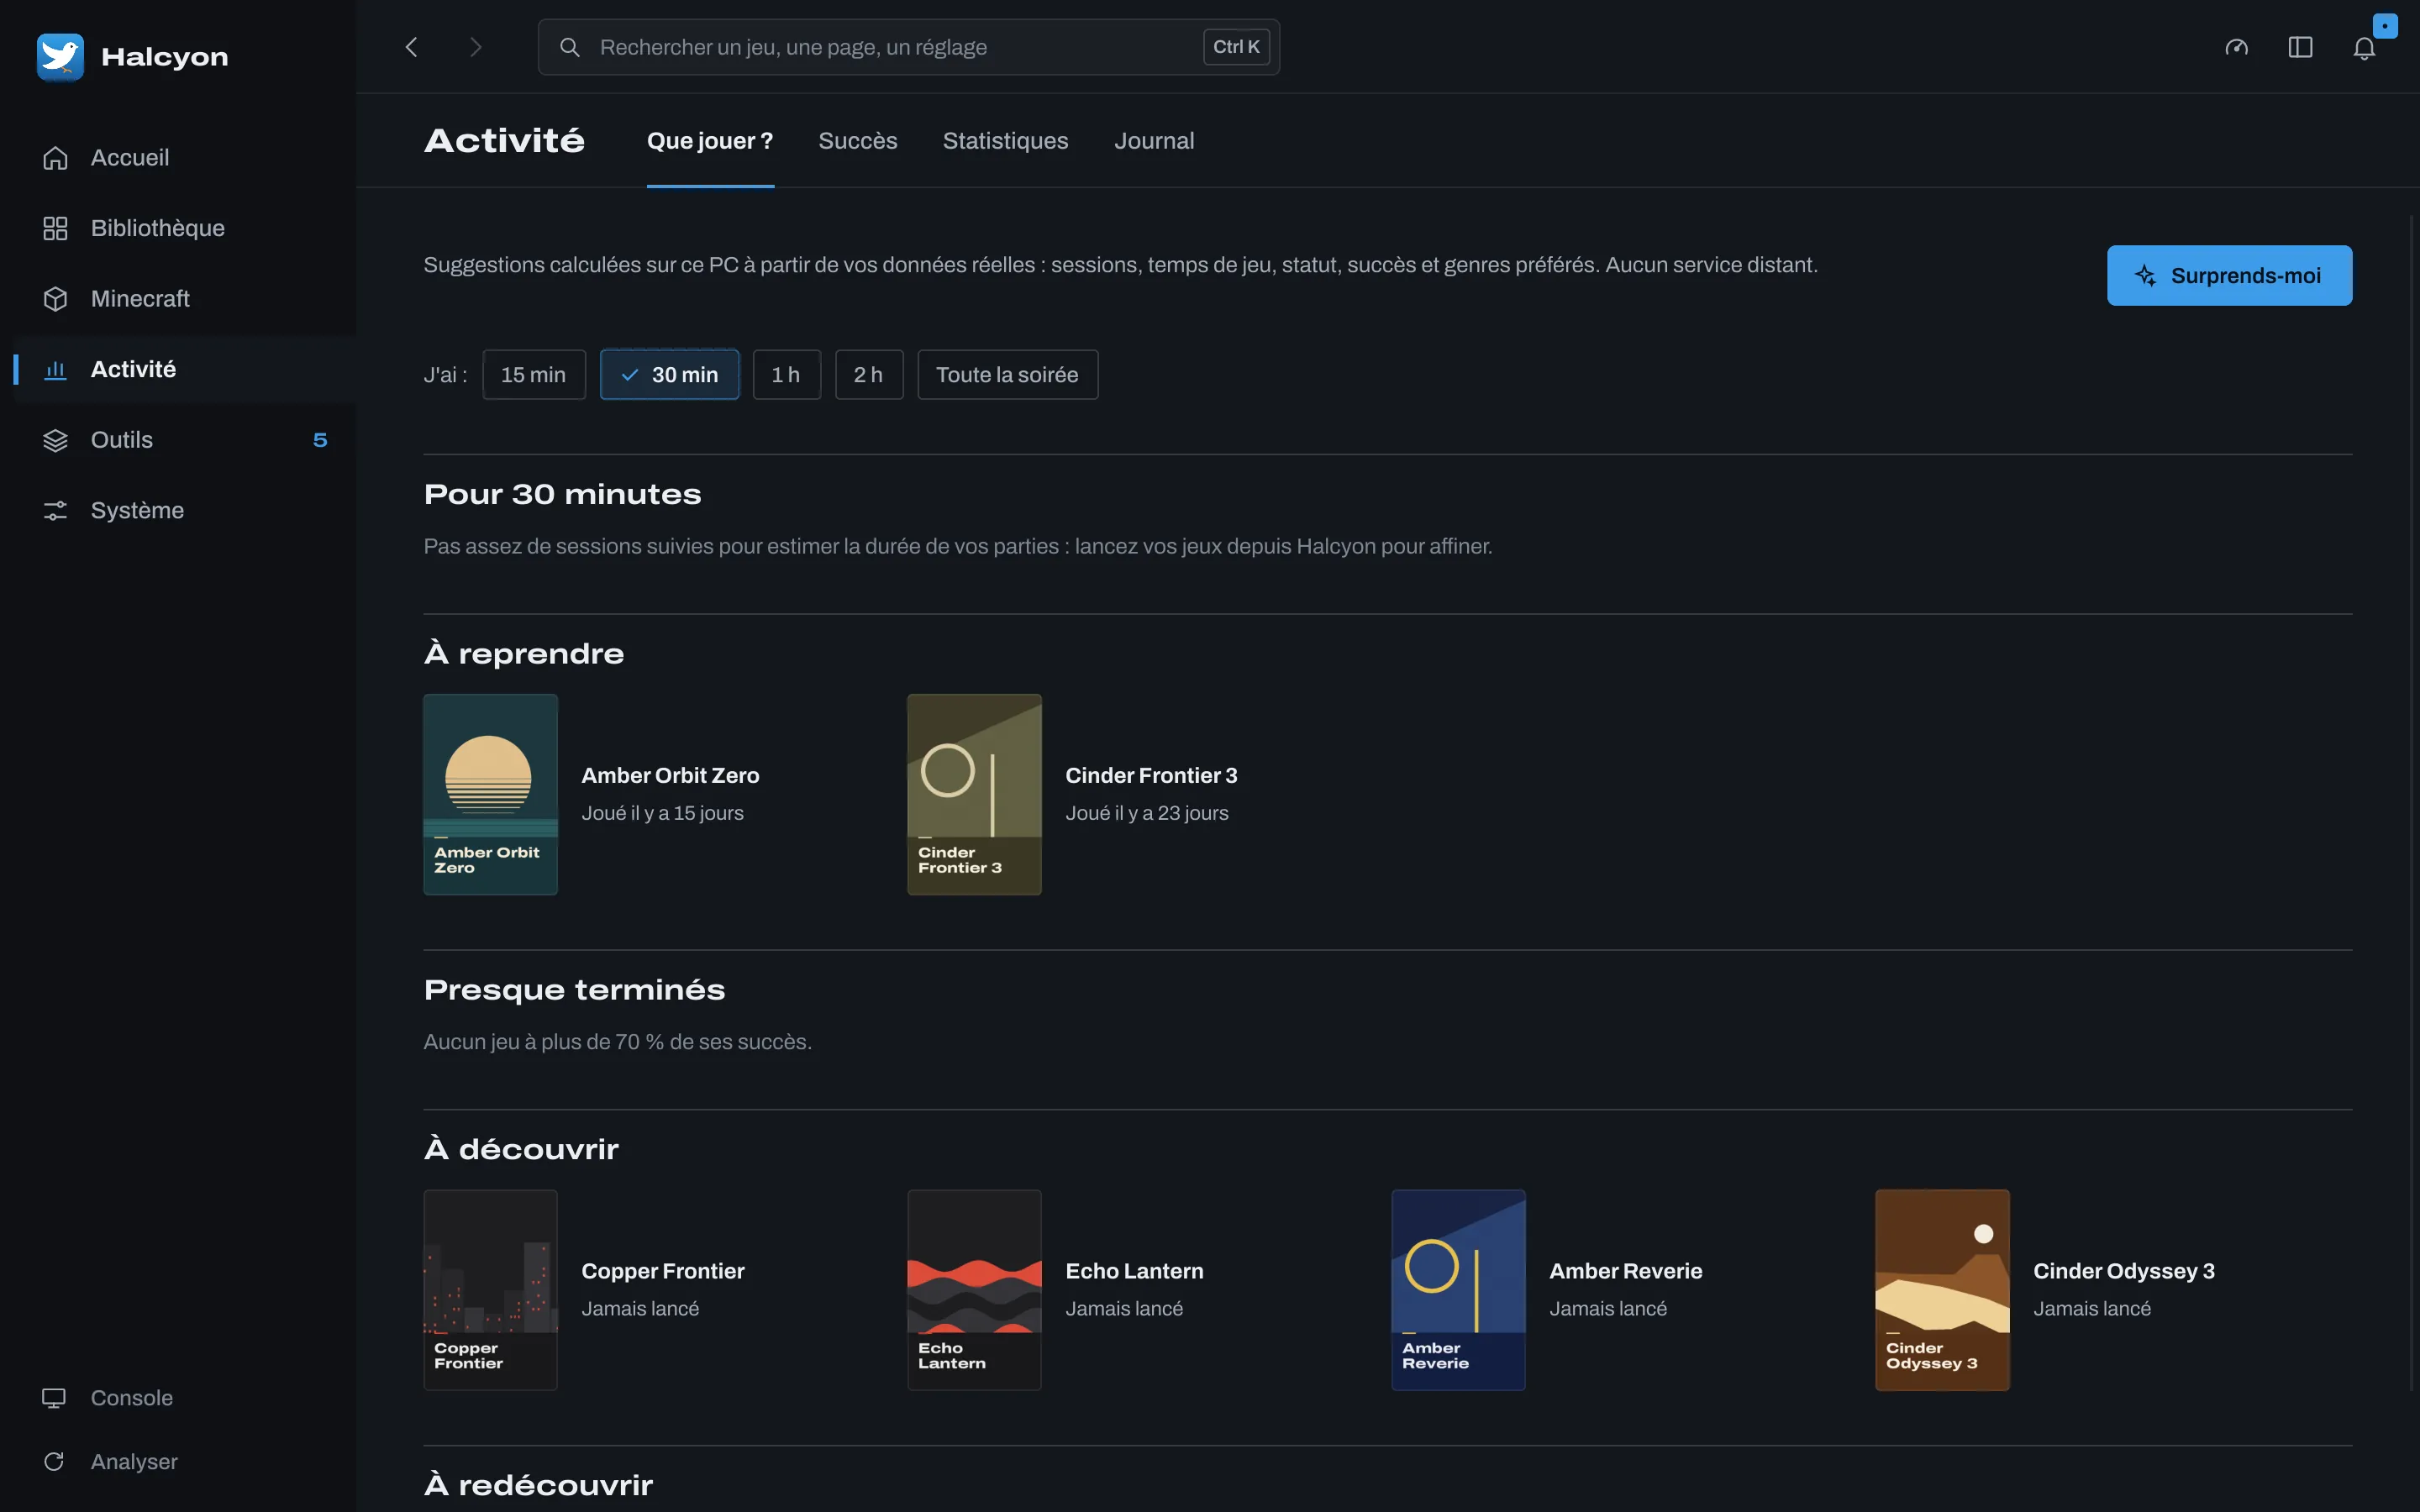 Halcyon
Rechercher un jeu, une page, un réglage
Ctrl K
Accueil
Bibliothèque
Minecraft
Activité
Outils
5
Système
Console
Analyser
Activité
Que jouer ?
Succès
Statistiques
Journal
Suggestions calculées sur ce PC à partir de vos données réelles : sessions, temps de jeu, statut, succès et genres préférés. Aucun service distant.
Surprends-moi
J'ai :
15 min
30 min
1 h
2 h
Toute la soirée
Pour 30 minutes
Pas assez de sessions suivies pour estimer la durée de vos parties : lancez vos jeux depuis Halcyon pour affiner.
À reprendre
Amber Orbit
Zero
Amber Orbit Zero
Joué il y a 15 jours
Cinder
Frontier 3
Cinder Frontier 3
Joué il y a 23 jours
Presque terminés
Aucun jeu à plus de 70 % de ses succès.
À découvrir
Copper
Frontier
Copper Frontier
Jamais lancé
Echo
Lantern
Echo Lantern
Jamais lancé
Amber
Reverie
Amber Reverie
Jamais lancé
Cinder
Odyssey 3
Cinder Odyssey 3
Jamais lancé
À redécouvrir